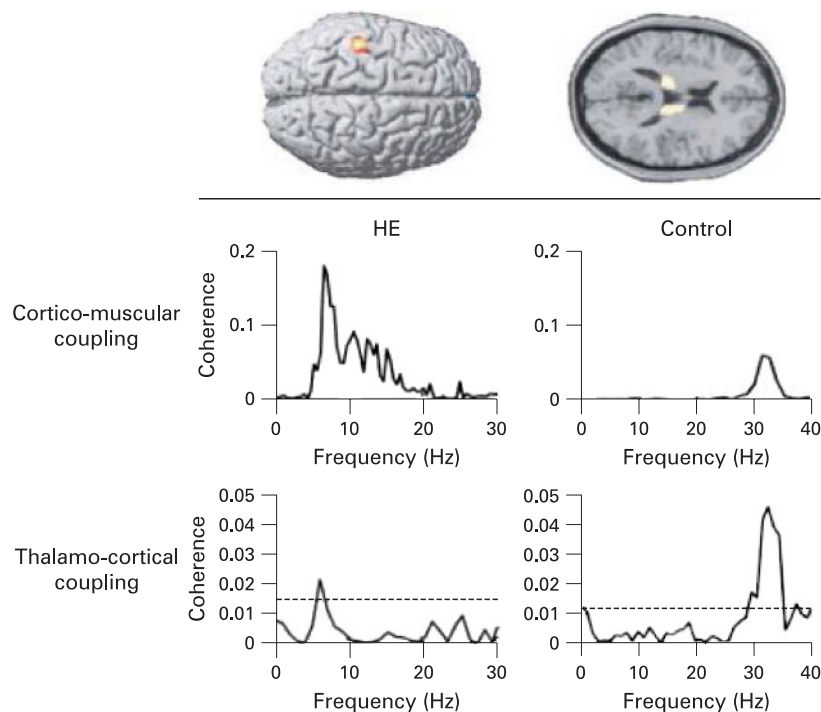 HE
Control
Cortico-muscular
coupling
Coherence
0.2
0.1
0
0 10 20 30
Frequency (Hz)
0.2
0.1
0
0 10 20 30 40
Frequency (Hz)
Thalamo-cortical
coupling
Coherence
0.05
0.04
0.03
0.02
0.01
0
0 10 20 30
Frequency (Hz)
0.05
0.04
0.03
0.02
0.01
0
0 10 20 30 40
Frequency (Hz)